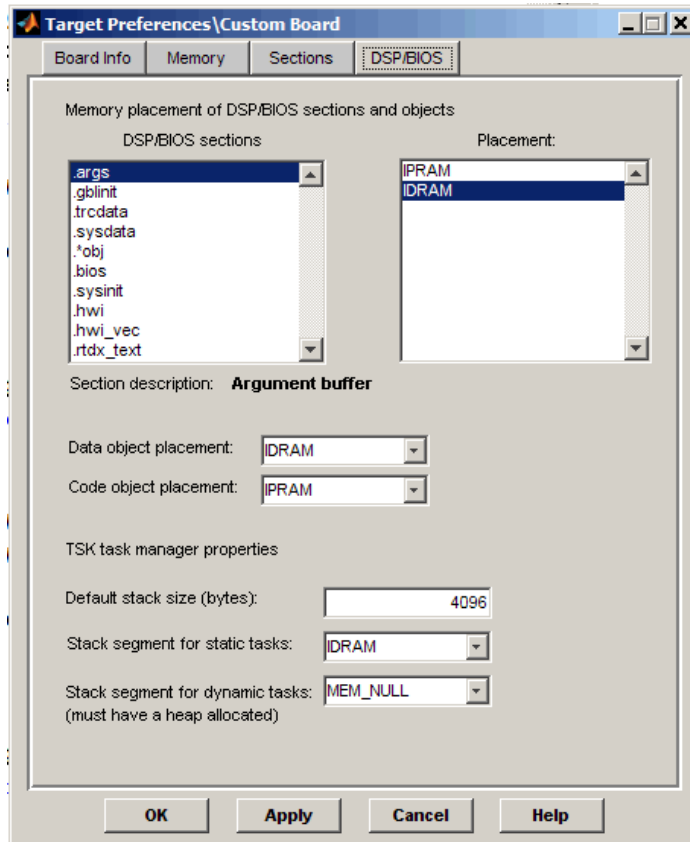 Target Preferences\Custom Board
Board Info Memory Sections DSP/BIOS
Memory placement of DSP/BIOS sections and objects
DSP/BIOS sections Placement:
.args
.gblinit
.trcdata
.sysdata
.*obj
.bios
.sysinit
.hwi
.hwi_vec
.rtdx_text
IPRAM
IDRAM
Section description: Argument buffer
Data object placement: IDRAM
Code object placement: IPRAM
TSK task manager properties
Default stack size (bytes): 4096
Stack segment for static tasks: IDRAM
Stack segment for dynamic tasks: MEM_NULL
(must have a heap allocated)
OK Apply Cancel Help